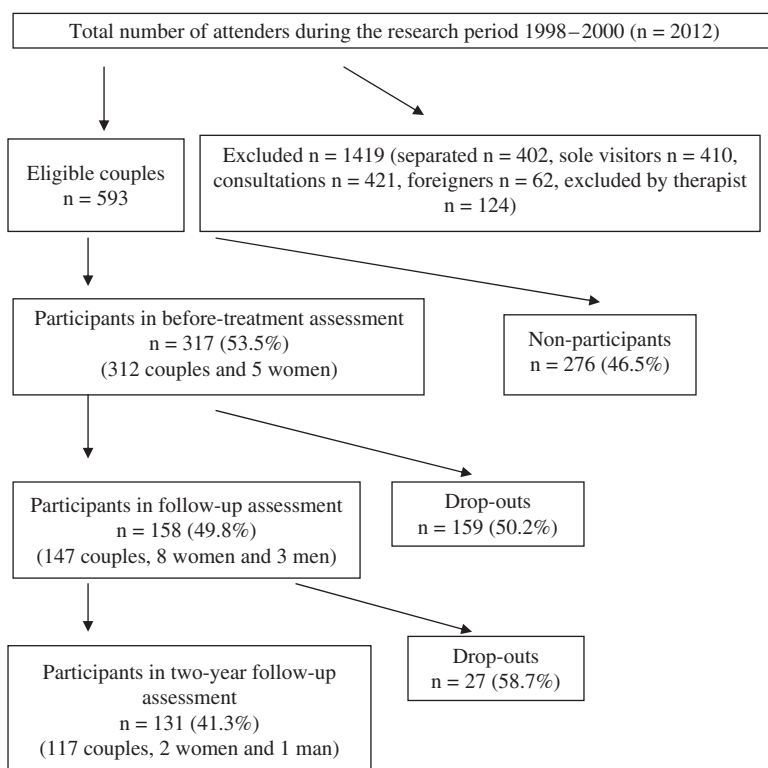 Total number of attenders during the research period 1998–2000 (n = 2012)
Eligible couples
n = 593
Excluded n = 1419 (separated n = 402, sole visitors n = 410,
consultations n = 421, foreigners n = 62, excluded by therapist
n = 124)
Participants in before-treatment assessment
n = 317 (53.5%)
(312 couples and 5 women)
Non-participants
n = 276 (46.5%)
Participants in follow-up assessment
n = 158 (49.8%)
(147 couples, 8 women and 3 men)
Drop-outs
n = 159 (50.2%)
Participants in two-year follow-up
assessment
n = 131 (41.3%)
(117 couples, 2 women and 1 man)
Drop-outs
n = 27 (58.7%)